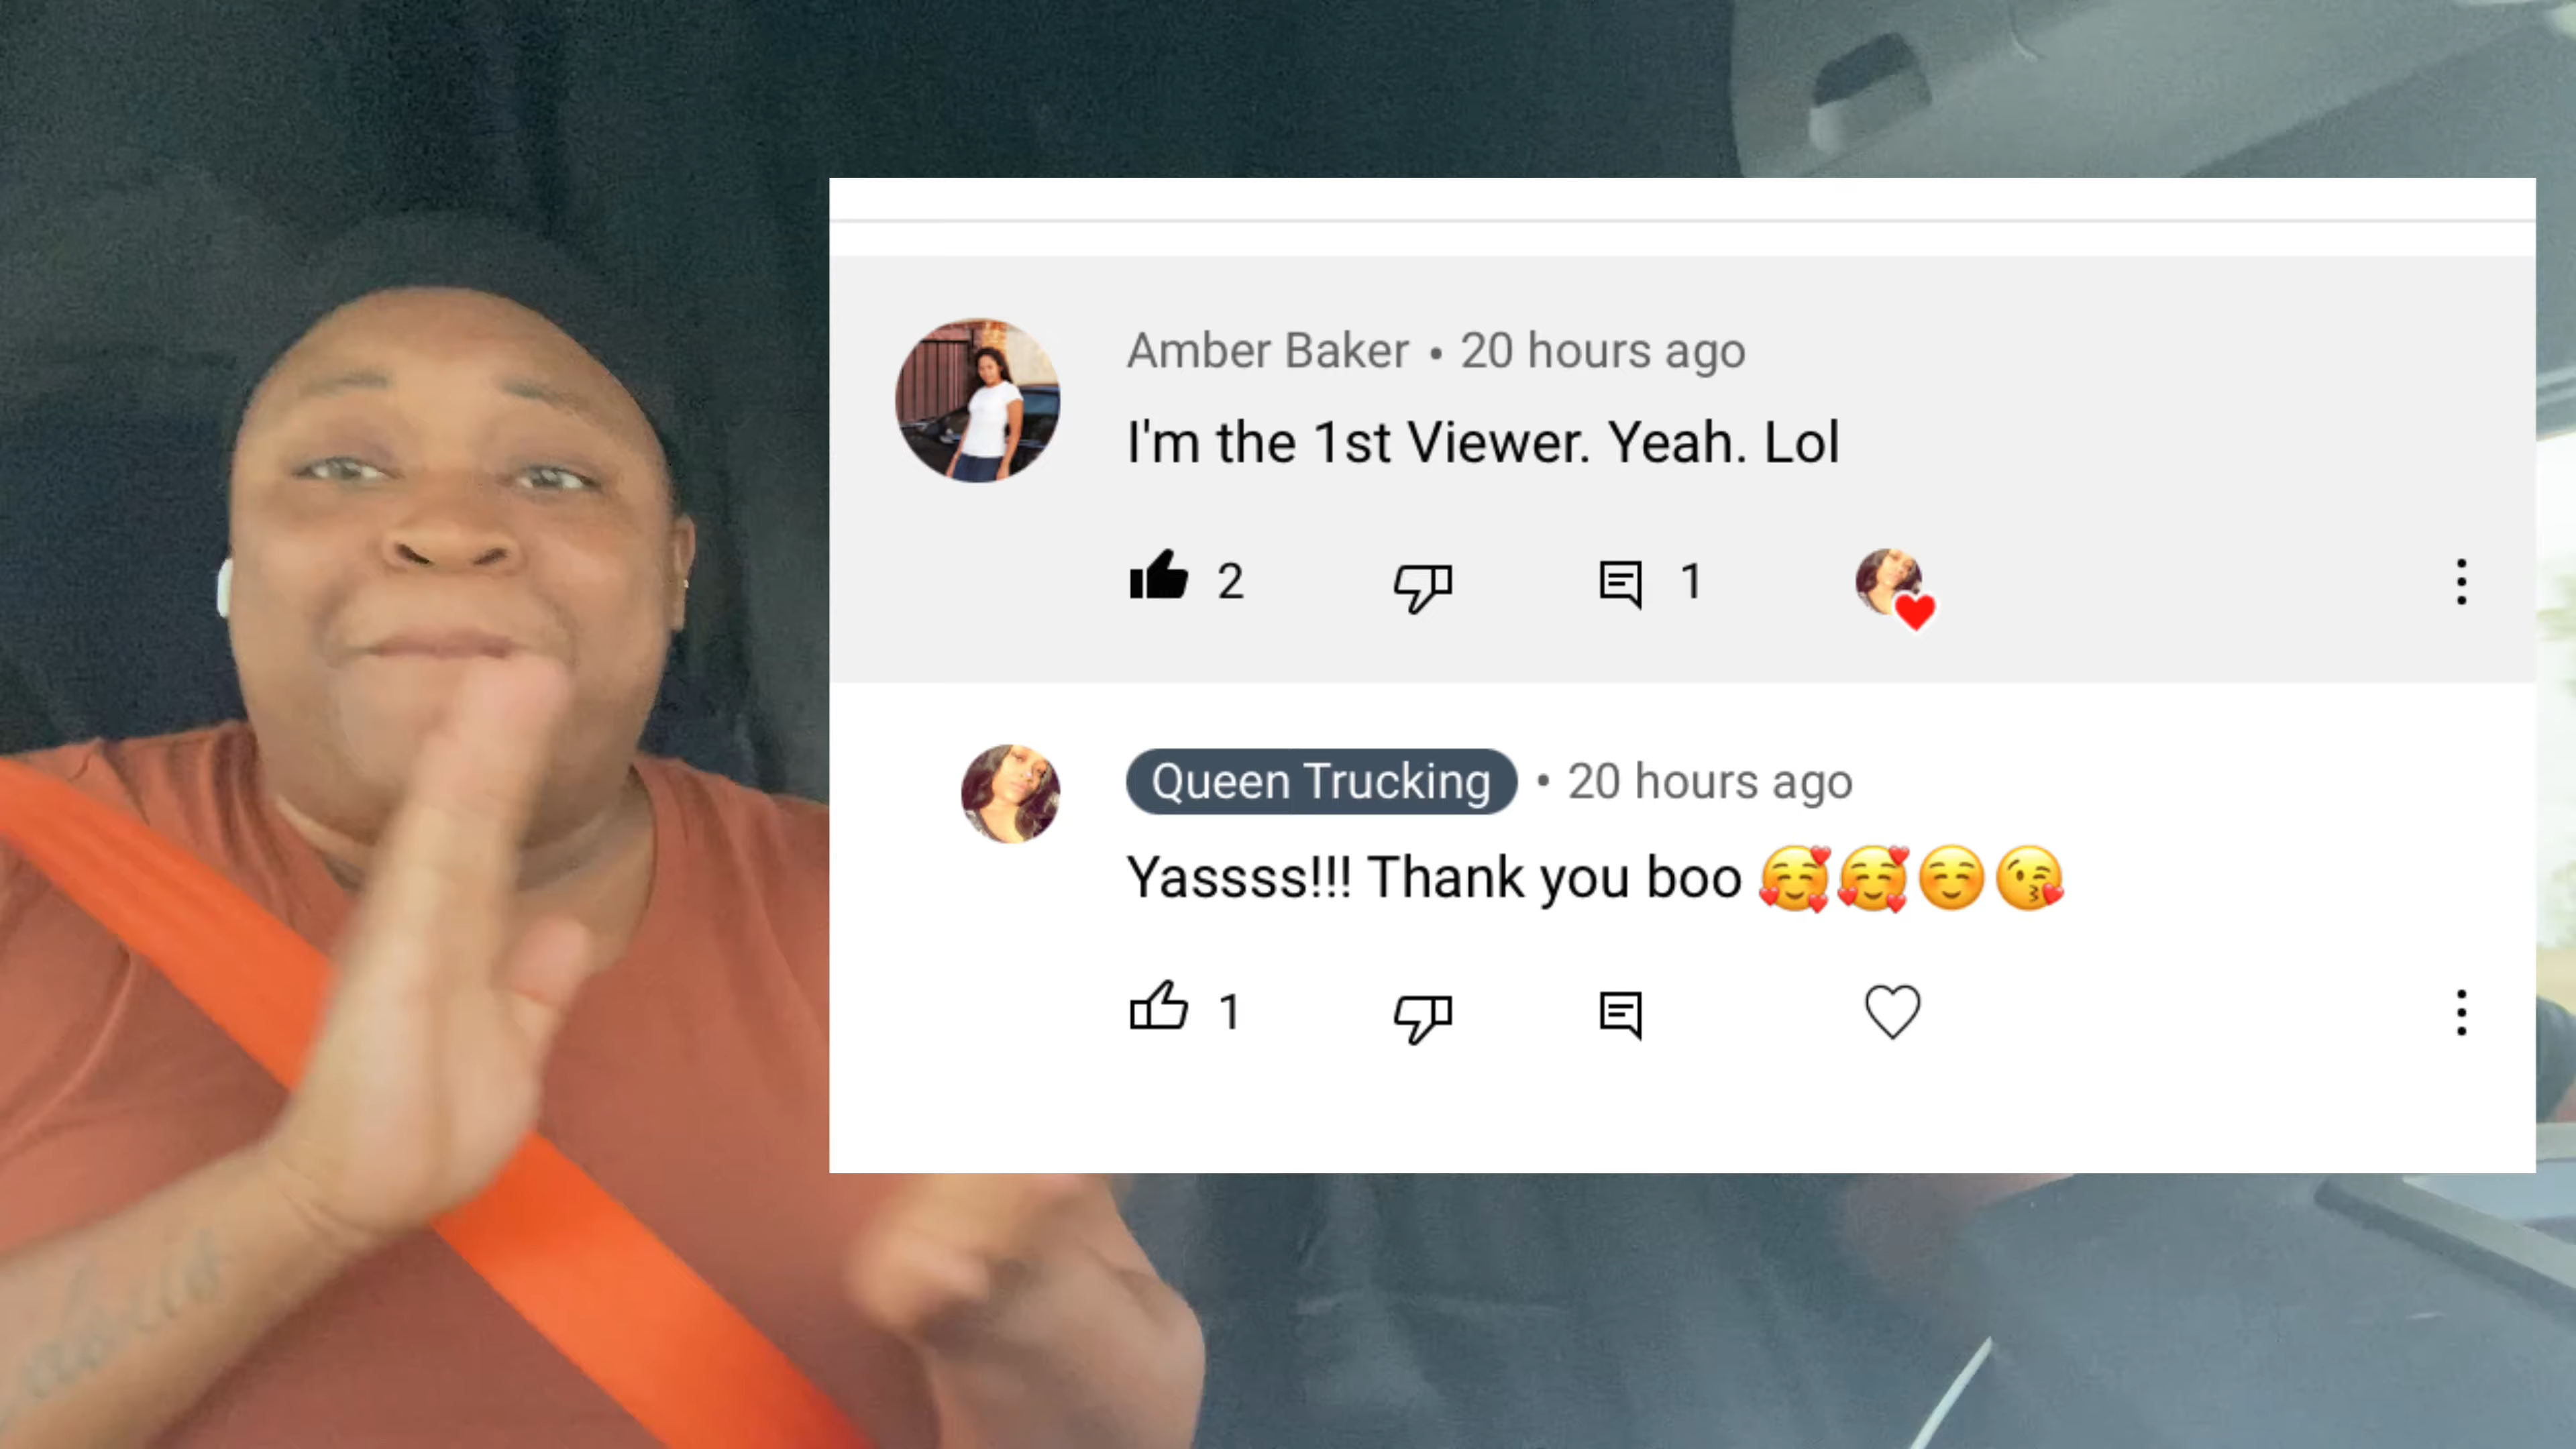 Amber Baker • 20 hours ago
I'm the 1st Viewer. Yeah. Lol
2 1
Queen Trucking • 20 hours ago
Yassss!!! Thank you boo 🥰🥰☺️😘
1